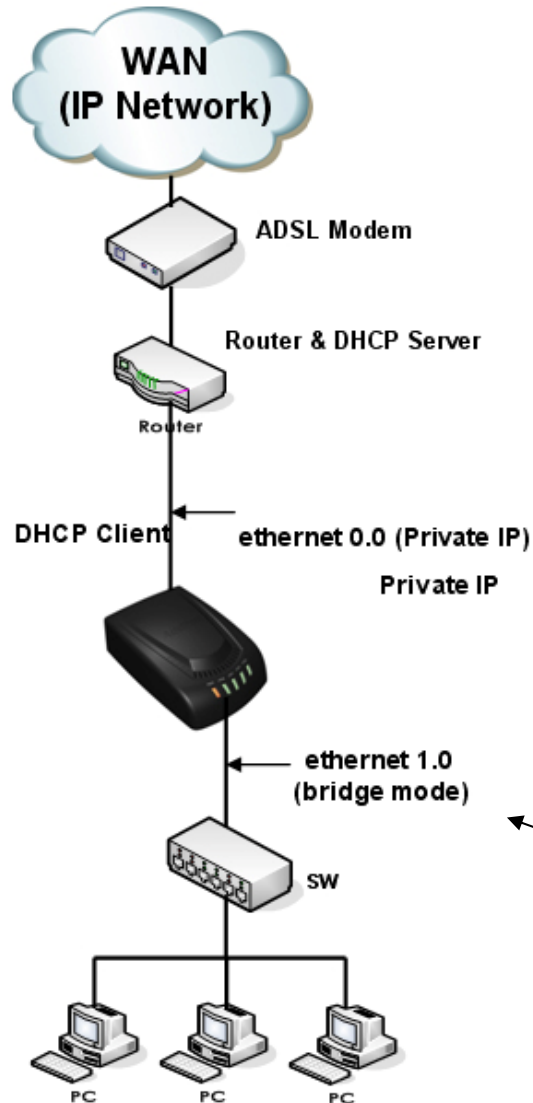 WAN
(IP Network)
ADSL Modem
Router & DHCP Server
Router
DHCP Client
ethernet 0.0 (Private IP)
Private IP
ethernet 1.0
(bridge mode)
SW
PC
PC
PC